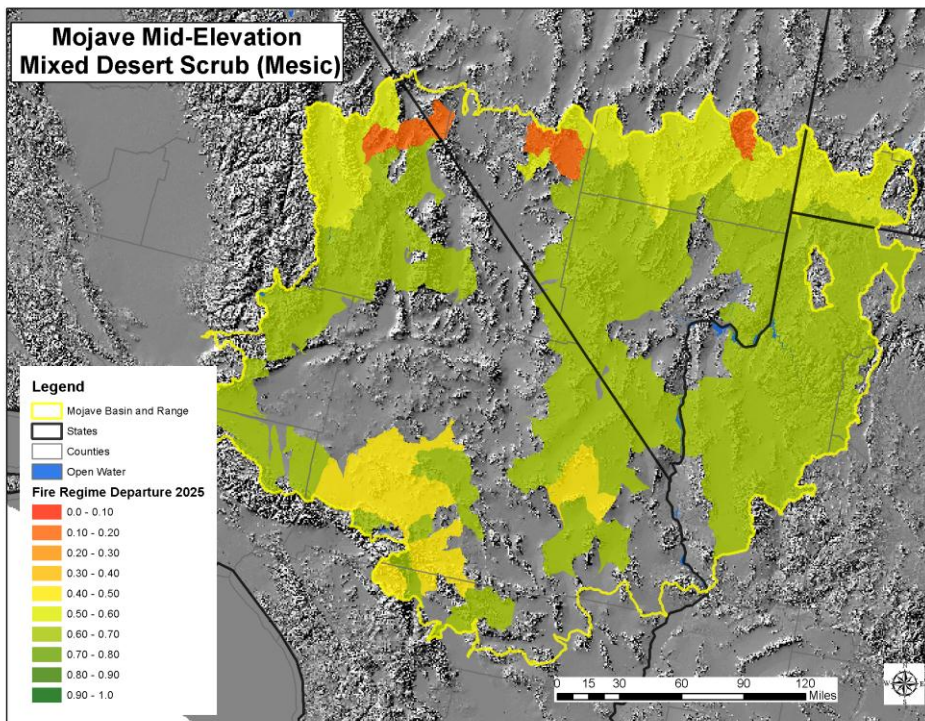 Mojave Mid-Elevation
Mixed Desert Scrub (Mesic)
Legend
Mojave Basin and Range
States
Counties
Open Water
Fire Regime Departure 2025
0.0 - 0.10
0.10 - 0.20
0.20 - 0.30
0.30 - 0.40
0.40 - 0.50
0.50 - 0.60
0.60 - 0.70
0.70 - 0.80
0.80 - 0.90
0.90 - 1.0
0 15 30 60 90 120
Miles
N
W E
S